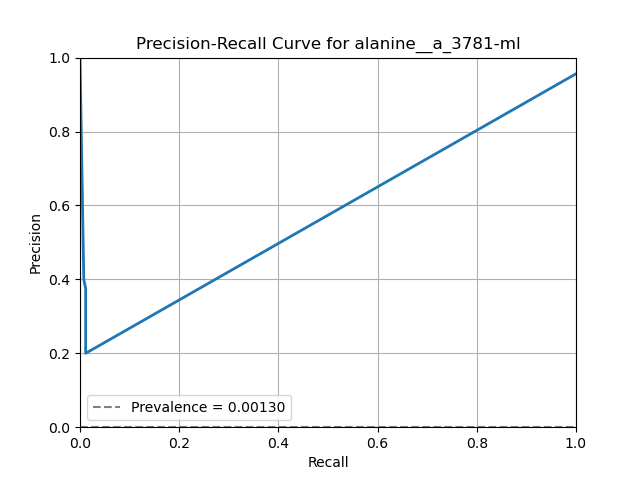 Precision-Recall Curve for alanine__a_3781-ml
1.0
0.8
0.6
0.4
0.2
0.0
Precision
Prevalence = 0.00130
0.0 0.2 0.4 0.6 0.8 1.0
Recall